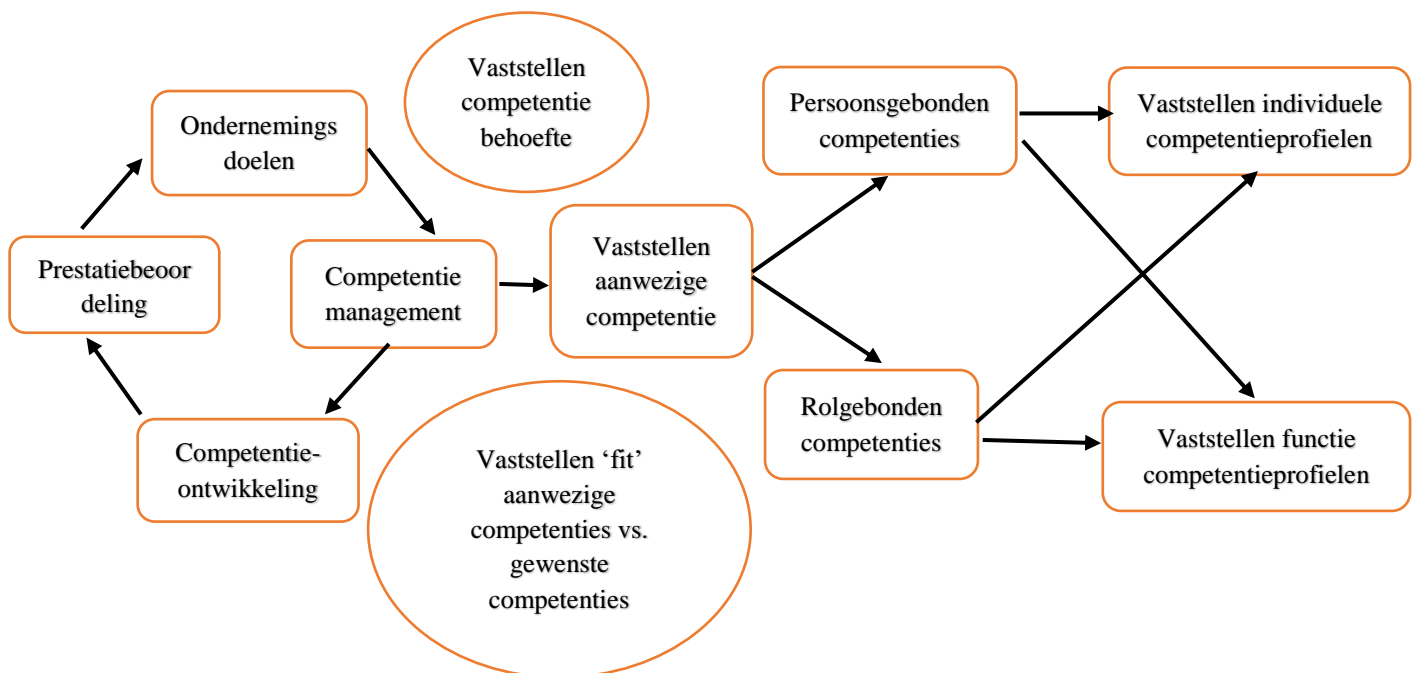 Vaststellen
competentie
behoefte
Ondernemings
doelen
Persoonsgebonden
competenties
Vaststellen individuele
competentieprofielen
Prestatiebeoor
deling
Competentie
management
Vaststellen
aanwezige
competentie
Competentie-
ontwikkeling
Vaststellen ‘fit’
aanwezige
competenties vs.
gewenste
competenties
Rolgebonden
competenties
Vaststellen functie
competentieprofielen